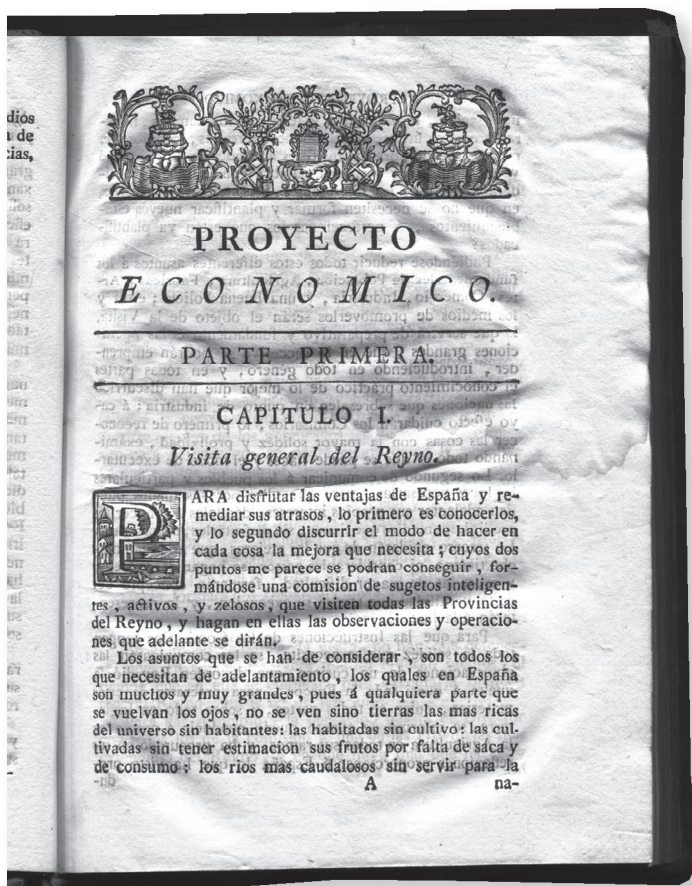 dios
a de
cias,
PROYECTO
ECONOMICO.
PARTE PRIMERA.
CAPITULO I.
Visita general del Reyno.
PARA disfrutar las ventajas de España y re-
mediar sus atrasos, lo primero es conocerlos,
y lo segundo discurrir el modo de hacer en
cada cosa la mejora que necesita; cuyos dos
puntos me parece se podran conseguir, for-
mándose una comision de sugetos inteligen-
tes, activos, y zelosos, que visiten todas las Provincias
del Reyno, y hagan en ellas las observaciones y operacio-
nes que adelante se dirán.
Los asuntos que se han de considerar, son todos los
que necesitan de adelantamiento, los quales en España
son muchos y muy grandes, pues á qualquiera parte que
se vuelvan los ojos, no se ven sino tierras las mas ricas
del universo sin habitantes: las habitadas sin cultivo: las cul-
tivadas sin tener estimacion sus frutos por falta de sáca y
de consumo: los rios mas caudalosos sin servir para la
A na-